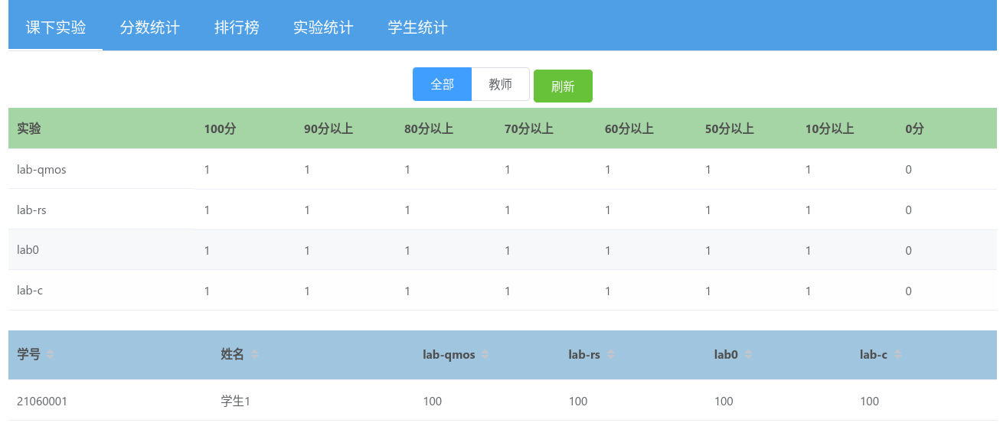 课下实验 分数统计 排行榜 实验统计 学生统计
全部 教师 刷新
实验 100分 90分以上 80分以上 70分以上 60分以上 50分以上 10分以上 0分
lab-qmos 1 1 1 1 1 1 1 0
lab-rs 1 1 1 1 1 1 1 0
lab0 1 1 1 1 1 1 1 0
lab-c 1 1 1 1 1 1 1 0
学号 姓名 lab-qmos lab-rs lab0 lab-c
21060001 学生1 100 100 100 100